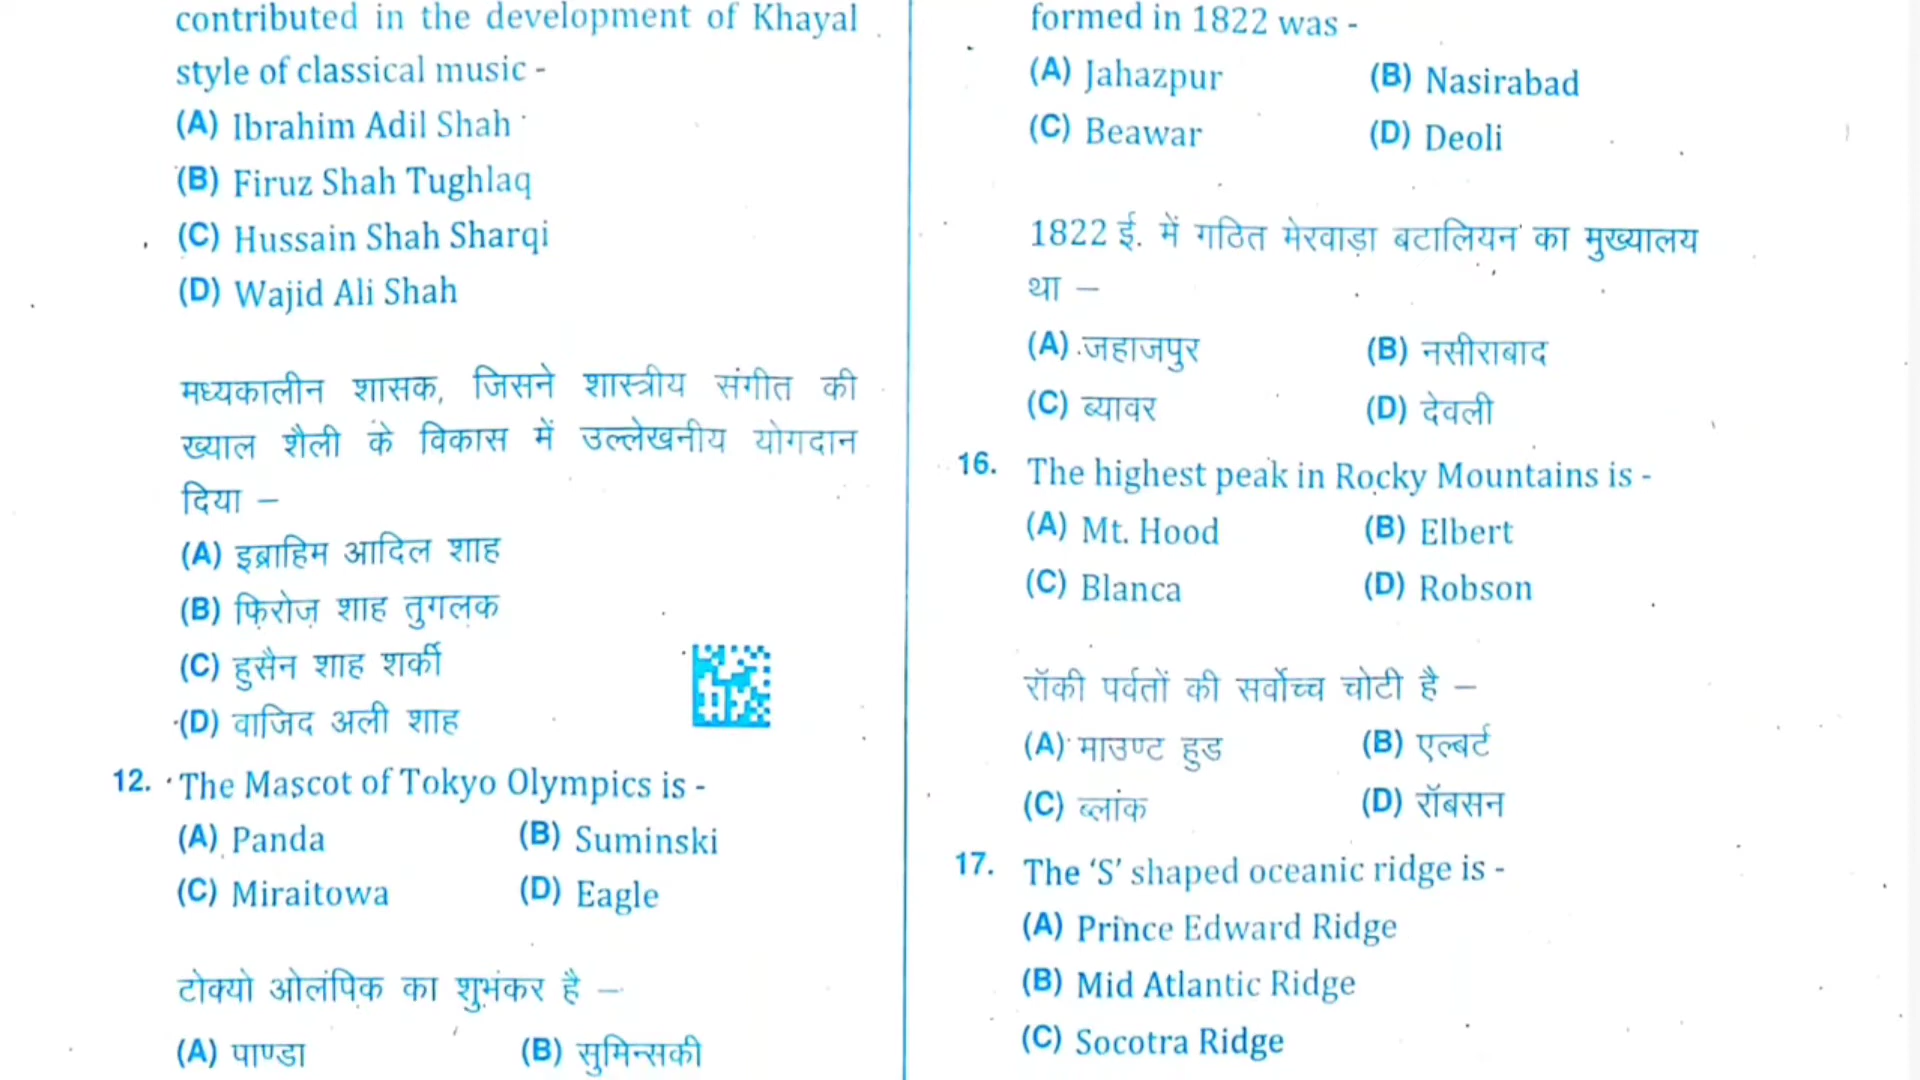 contributed in the development of Khayal
style of classical music -
(A) Ibrahim Adil Shah
(B) Firuz Shah Tughlaq
(C) Hussain Shah Sharqi
(D) Wajid Ali Shah
मध्यकालीन शासक, जिसने शास्त्रीय संगीत की
ख्याल शैली के विकास में उल्लेखनीय योगदान
दिया –
(A) इब्राहिम आदिल शाह
(B) फ़िरोज़ शाह तुगलक
(C) हुसैन शाह शर्की
(D) वाजिद अली शाह
12. The Mascot of Tokyo Olympics is -
(A) Panda (B) Suminski
(C) Miraitowa (D) Eagle
टोक्यो ओलंपिक का शुभंकर है –
(A) पाण्डा (B) सुमिन्सकी
formed in 1822 was -
(A) Jahazpur (B) Nasirabad
(C) Beawar (D) Deoli
1822 ई. में गठित मेरवाड़ा बटालियन का मुख्यालय
था –
(A) जहाजपुर (B) नसीराबाद
(C) ब्यावर (D) देवली
16. The highest peak in Rocky Mountains is -
(A) Mt. Hood (B) Elbert
(C) Blanca (D) Robson
रॉकी पर्वतों की सर्वोच्च चोटी है –
(A) माउण्ट हुड (B) एल्बर्ट
(C) ब्लांक (D) रॉबसन
17. The ‘S’ shaped oceanic ridge is -
(A) Prince Edward Ridge
(B) Mid Atlantic Ridge
(C) Socotra Ridge